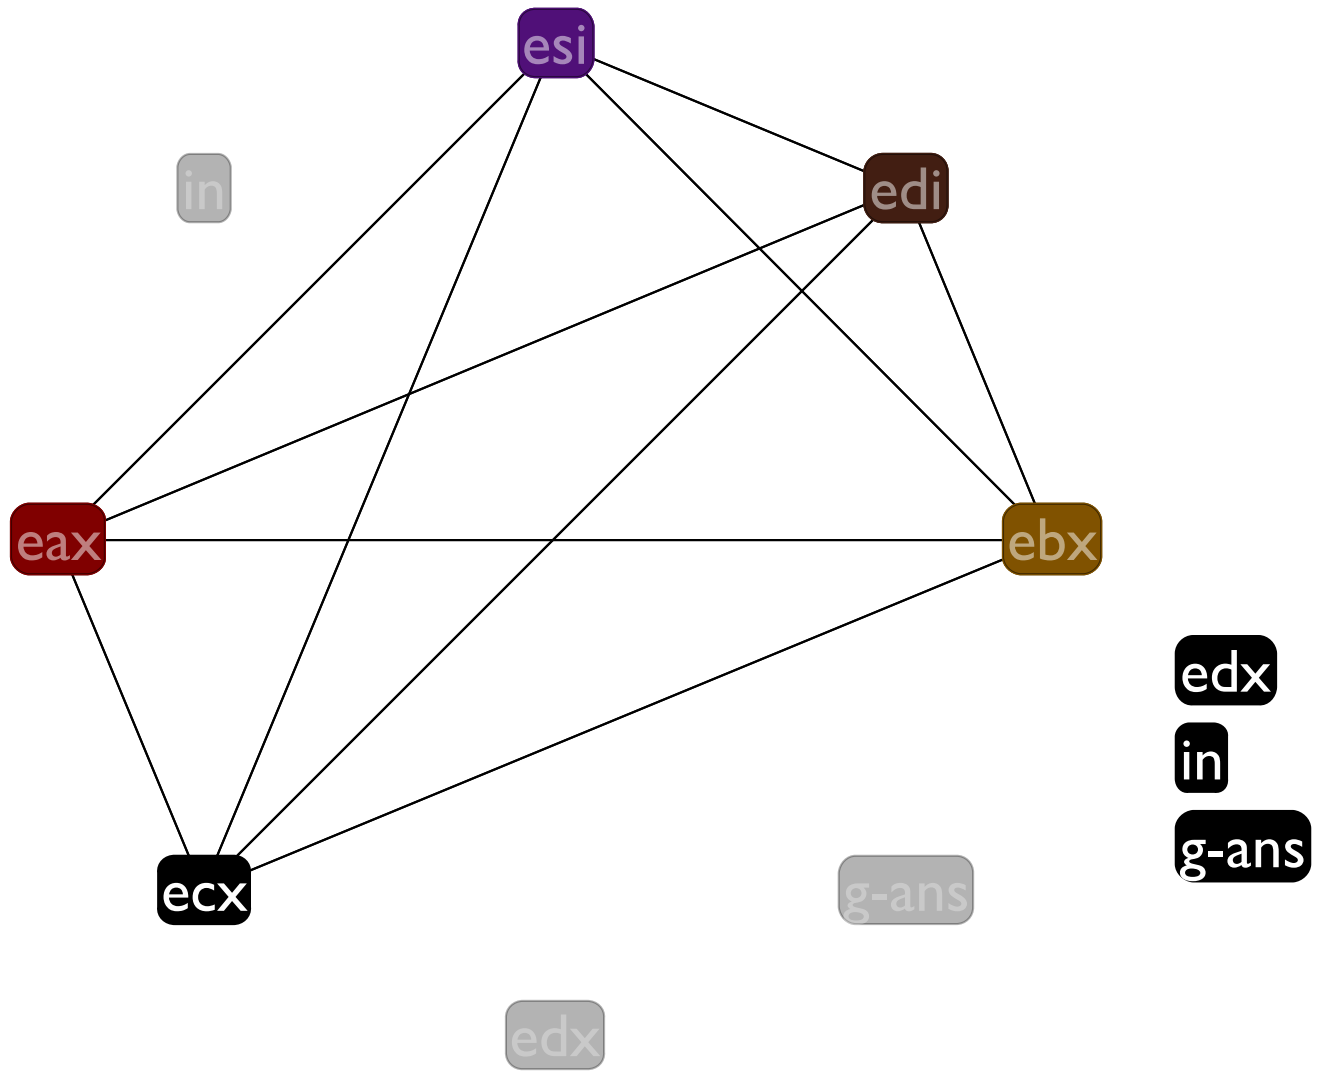 esi
in
edi
eax
ebx
edx
in
g-ans
ecx
g-ans
edx